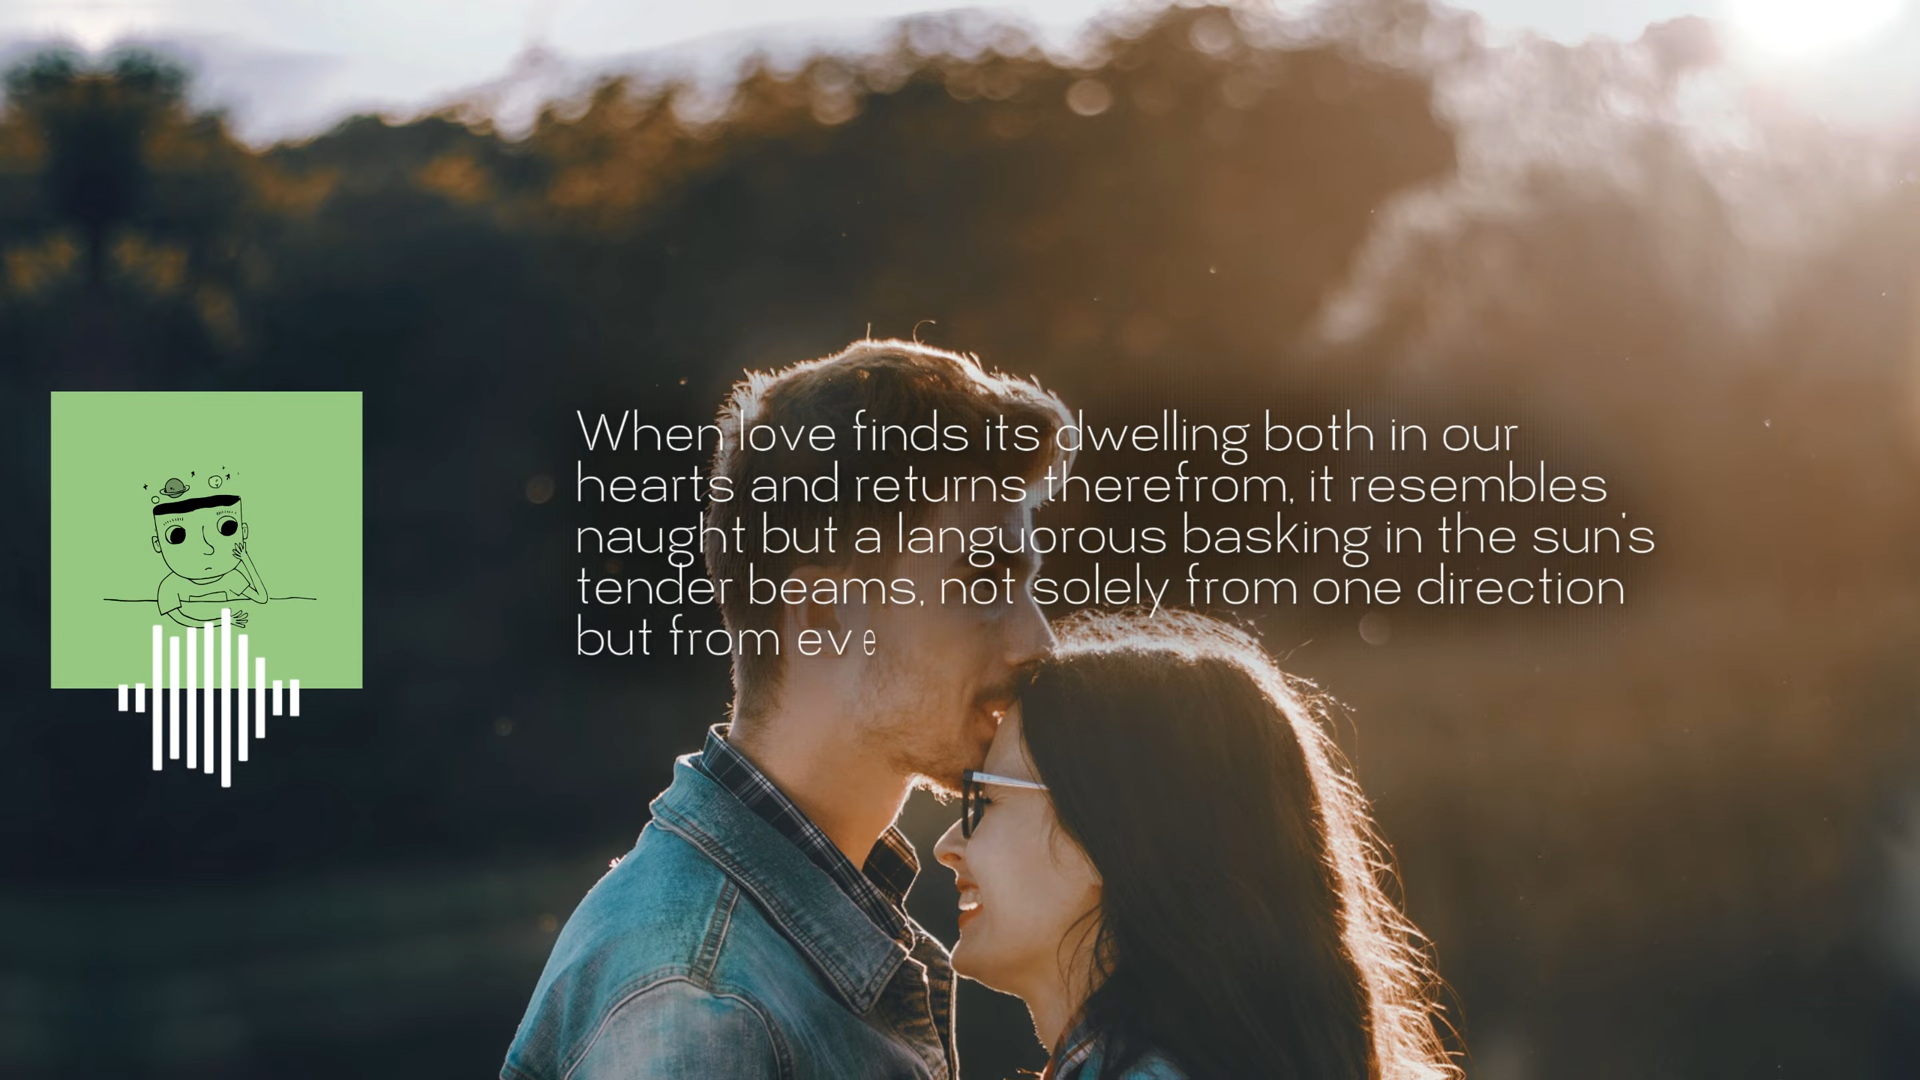 When love finds its dwelling both in our
hearts and returns therefrom, it resembles
naught but a languorous basking in the sun's
tender beams, not solely from one direction
but from eve